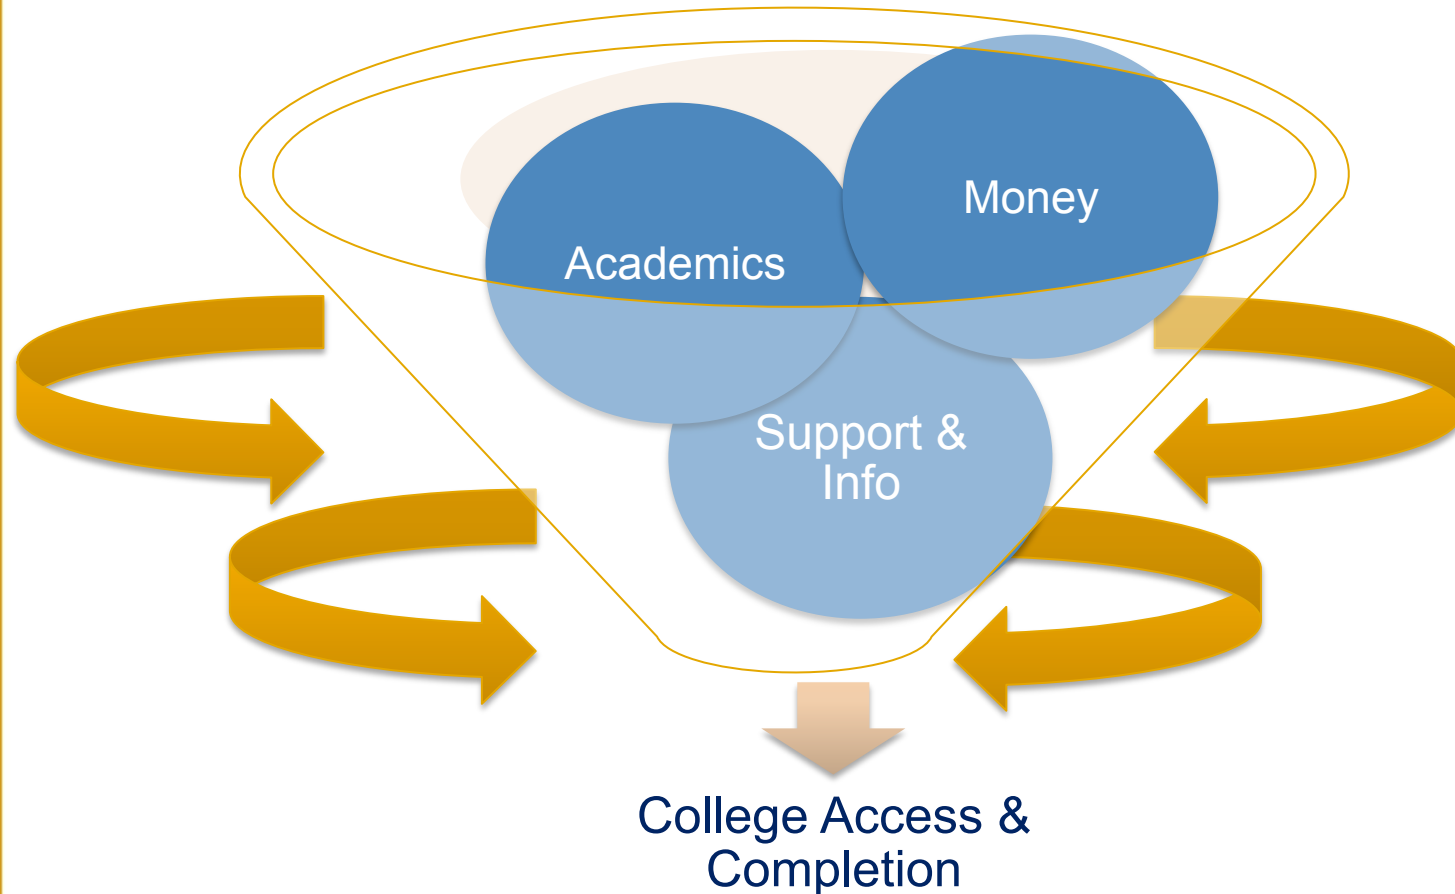 Money
Academics
Support &
Info
College Access &
Completion